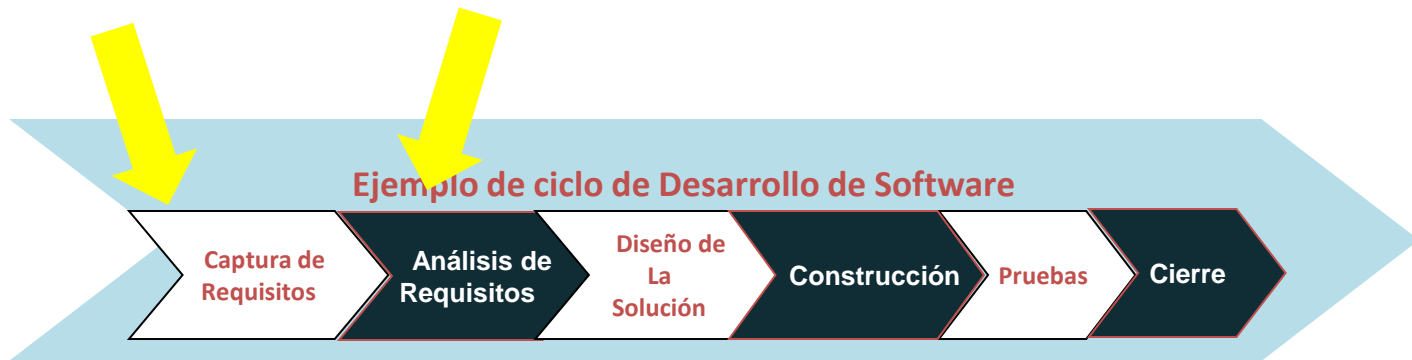 Ejemplo de ciclo de Desarrollo de Software
Captura de
Requisitos
Análisis de
Requisitos
Diseño de
La
Solución
Construcción
Pruebas
Cierre